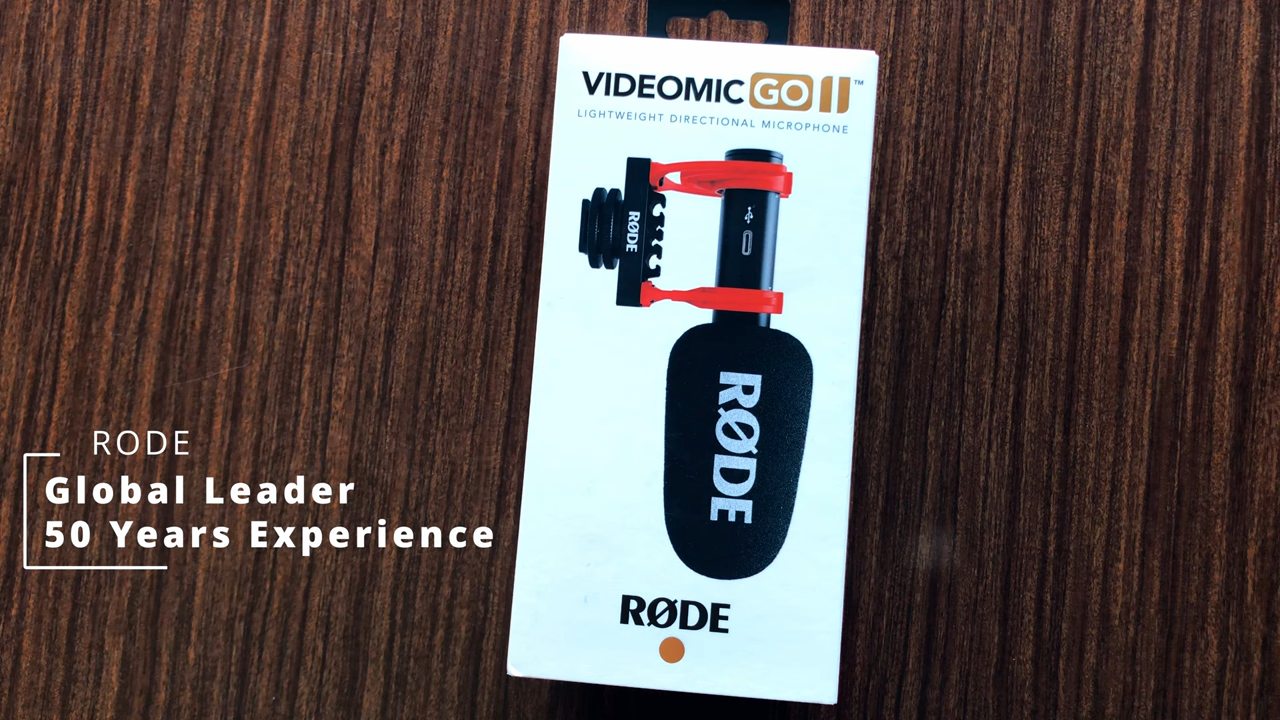 VIDEOMIC GO II™
LIGHTWEIGHT DIRECTIONAL MICROPHONE
RØDE
RØDE
RØDE
RODE
Global Leader
50 Years Experience